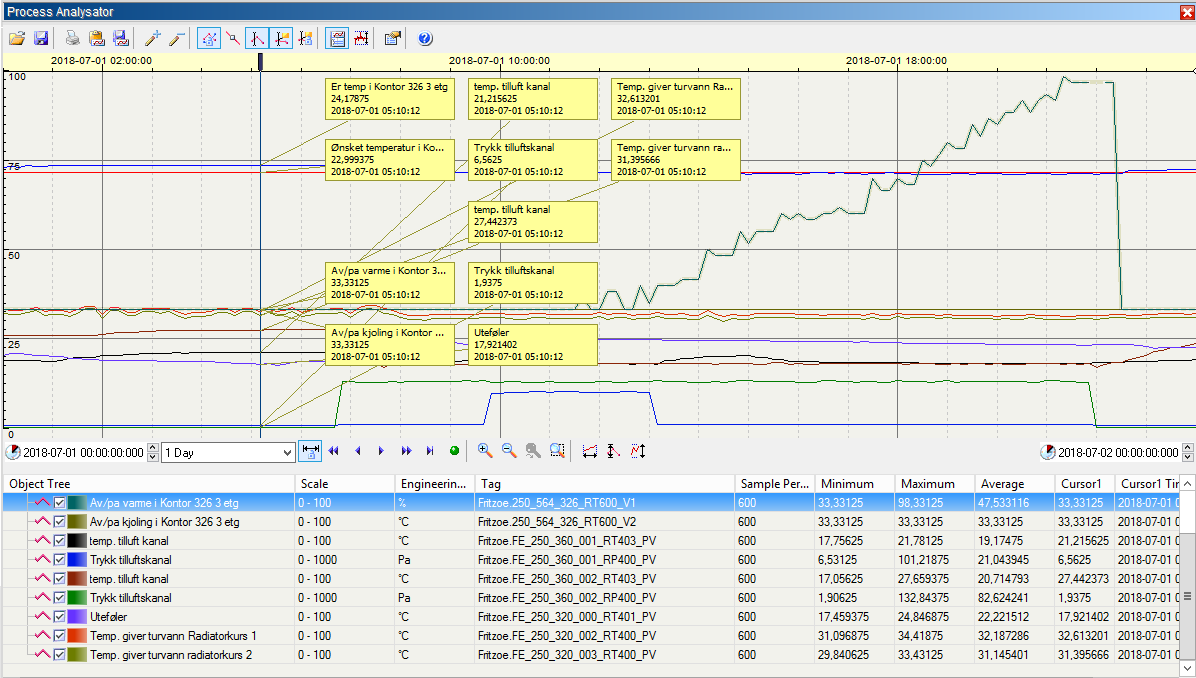 Process Analysator
2018-07-01 02:00:00
2018-07-01 10:00:00
2018-07-01 18:00:00
100
75
50
25
0
Er temp i Kontor 326 3 etg
24,17875
2018-07-01 05:10:12
temp. tilluft kanal
21,215625
2018-07-01 05:10:12
Temp. giver turvann Ra...
32,613201
2018-07-01 05:10:12
Ønsket temperatur i Ko...
22,999375
2018-07-01 05:10:12
Trykk tilluftskanal
6,5625
2018-07-01 05:10:12
Temp. giver turvann ra...
31,395666
2018-07-01 05:10:12
temp. tilluft kanal
27,442373
2018-07-01 05:10:12
Av/pa varme i Kontor 3...
33,33125
2018-07-01 05:10:12
Trykk tilluftskanal
1,9375
2018-07-01 05:10:12
Av/pa kjoling i Kontor ...
33,33125
2018-07-01 05:10:12
Uteføler
17,921402
2018-07-01 05:10:12
2018-07-01 00:00:00:000 1 Day 2018-07-02 00:00:00:000
Object Tree Scale Engineerin... Tag Sample Per... Minimum Maximum Average Cursor1 Cursor1 Tir
Av/pa varme i Kontor 326 3 etg 0 - 100 % Fritzoe.250_564_326_RT600_V1 600 33,33125 98,33125 47,533116 33,33125 2018-07-01 0
Av/pa kjoling i Kontor 326 3 etg 0 - 100 °C Fritzoe.250_564_326_RT600_V2 600 33,33125 33,33125 33,33125 33,33125 2018-07-01 0
temp. tilluft kanal 0 - 100 °C Fritzoe.FE_250_360_001_RT403_PV 600 17,75625 21,78125 19,17475 21,215625 2018-07-01 0
Trykk tilluftskanal 0 - 1000 Pa Fritzoe.FE_250_360_001_RP400_PV 600 6,53125 101,21875 21,043945 6,5625 2018-07-01 0
temp. tilluft kanal 0 - 100 °C Fritzoe.FE_250_360_002_RT403_PV 600 17,05625 27,659375 20,714793 27,442373 2018-07-01 0
Trykk tilluftskanal 0 - 1000 Pa Fritzoe.FE_250_360_002_RP400_PV 600 1,90625 132,84375 82,624241 1,9375 2018-07-01 0
Uteføler 0 - 100 °C Fritzoe.FE_250_320_000_RT401_PV 600 17,459375 24,846875 22,221512 17,921402 2018-07-01 0
Temp. giver turvann Radiatorkurs 1 0 - 100 °C Fritzoe.FE_250_320_002_RT400_PV 600 31,096875 34,41875 32,187286 32,613201 2018-07-01 0
Temp. giver turvann radiatorkurs 2 0 - 100 °C Fritzoe.FE_250_320_003_RT400_PV 600 29,840625 33,43125 31,145401 31,395666 2018-07-01 0